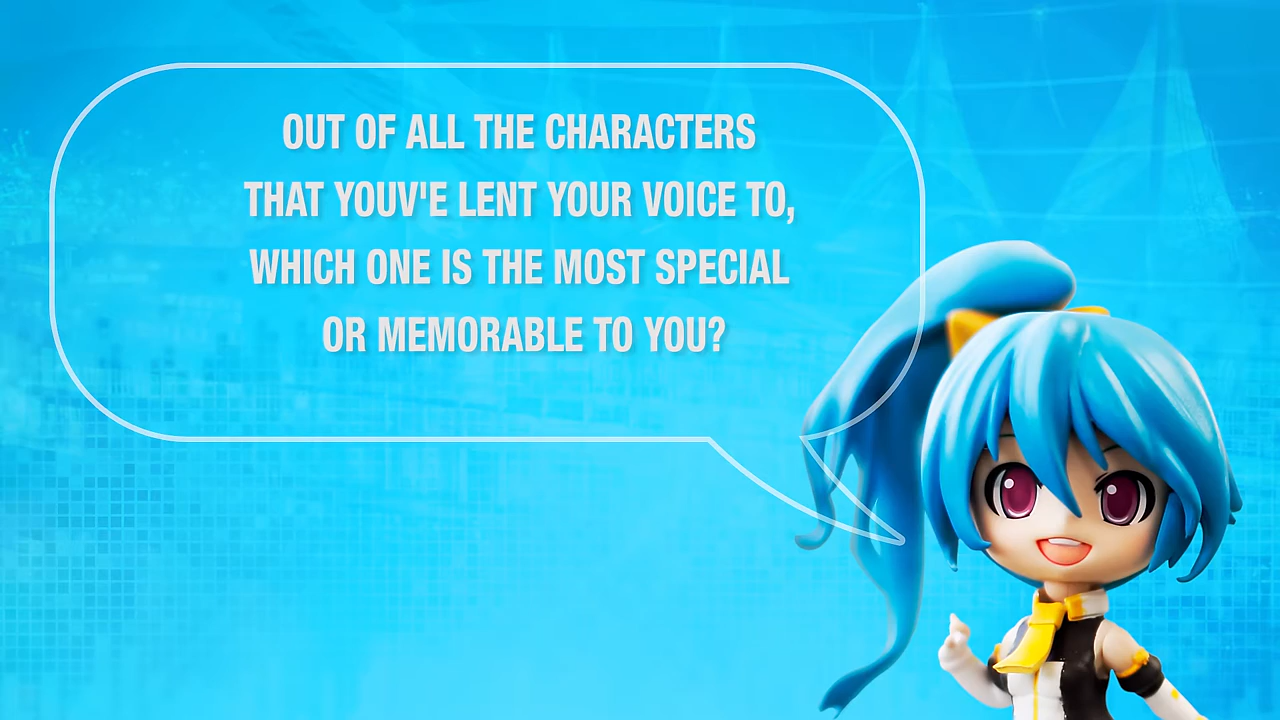 OUT OF ALL THE CHARACTERS
THAT YOUV'E LENT YOUR VOICE TO,
WHICH ONE IS THE MOST SPECIAL
OR MEMORABLE TO YOU?